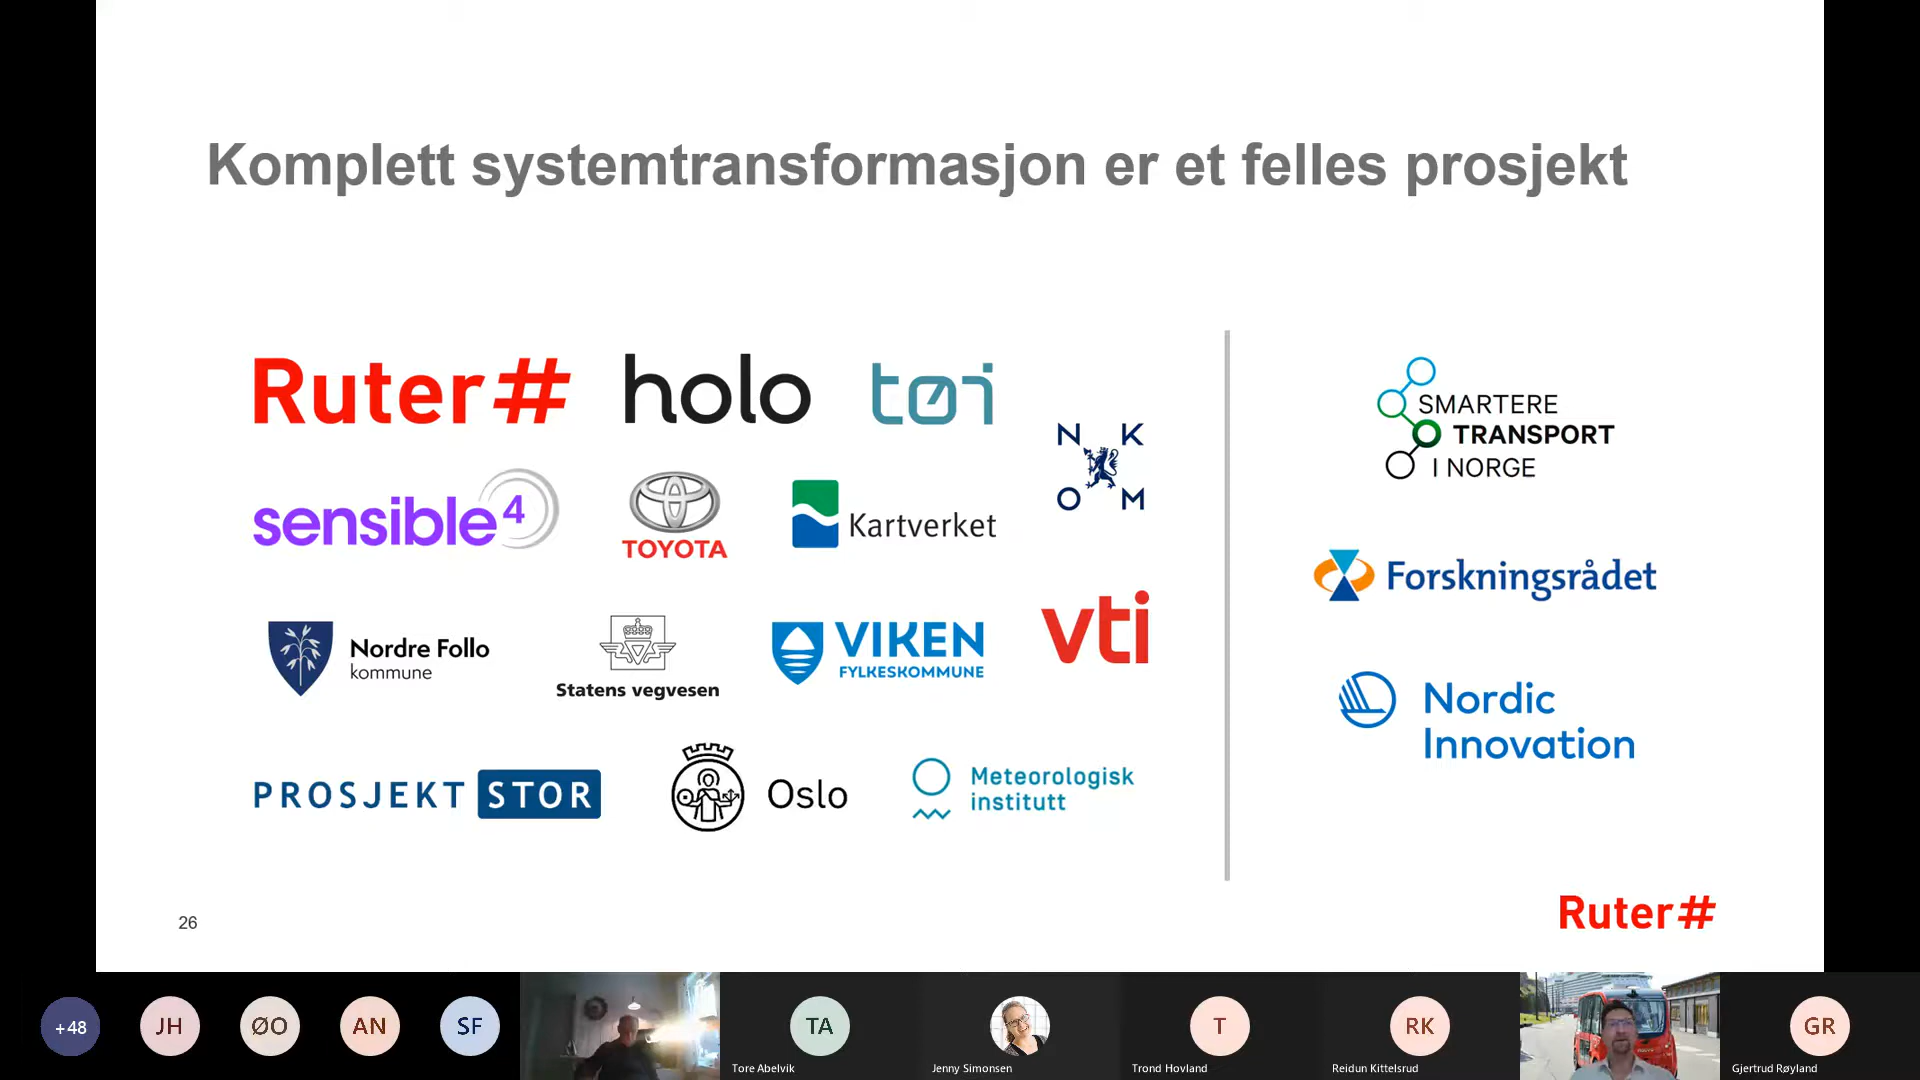 Komplett systemtransformasjon er et felles prosjekt
Ruter#
holo
tøi
N K
O M
sensible4
TOYOTA
Kartverket
Nordre Follo
kommune
Statens vegvesen
VIKEN
FYLKESKOMMUNE
vti
PROSJEKT STOR
Oslo
Meteorologisk
institutt
SMARTERE
TRANSPORT
I NORGE
Forskningsrådet
Nordic
Innovation
26
Ruter#
+48
JH
ØO
AN
SF
TA
Tore Abelvik
Jenny Simonsen
T
Trond Hovland
RK
Reidun Kittelsrud
GR
Gjertrud Røyland